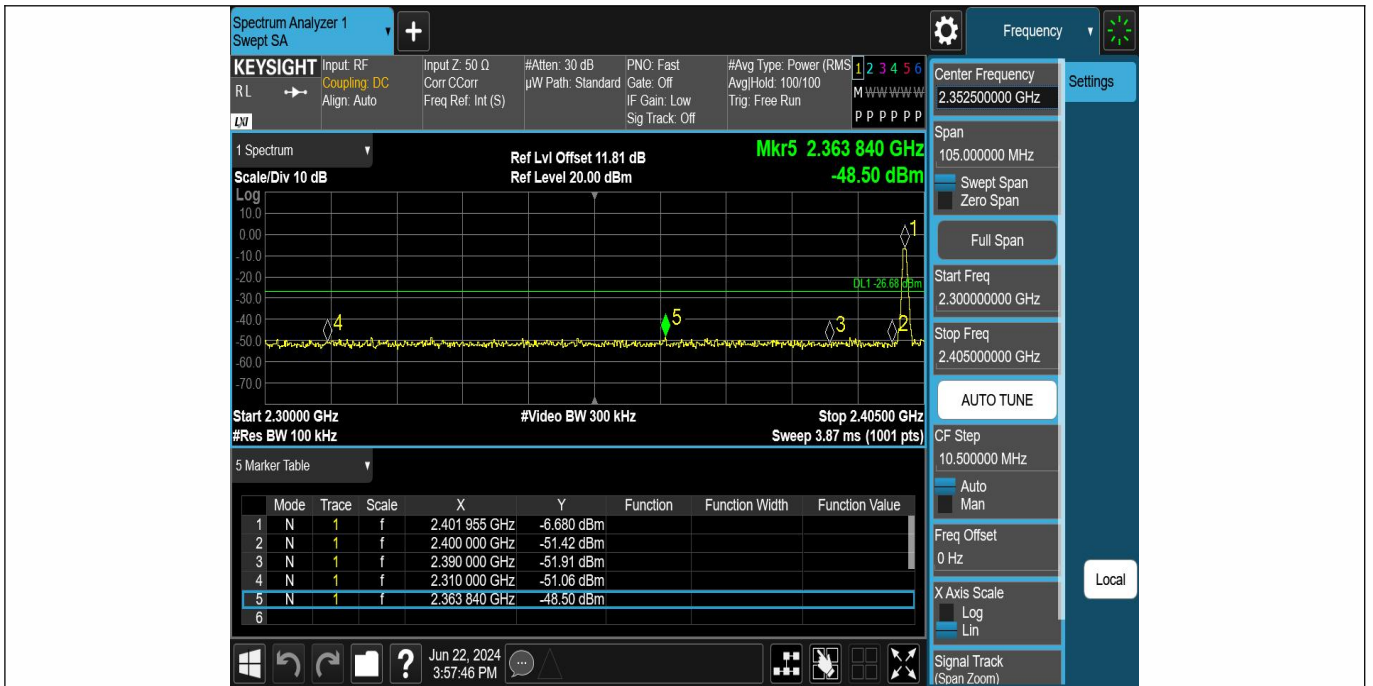 Spectrum Analyzer 1
Swept SA
+
Frequency
KEYSIGHT
RL
LXI
Input: RF
Coupling: DC
Align: Auto
Input Z: 50 Ω
Corr CCorr
Freq Ref: Int (S)
#Atten: 30 dB
µW Path: Standard
PNO: Fast
Gate: Off
IF Gain: Low
Sig Track: Off
#Avg Type: Power (RMS
Avg|Hold: 100/100
Trig: Free Run
1 2 3 4 5 6
M W W W W W
P P P P P P
1 Spectrum
Scale/Div 10 dB
Ref Lvl Offset 11.81 dB
Ref Level 20.00 dBm
Mkr5 2.363 840 GHz
-48.50 dBm
Log
10.0
0.00
-10.0
-20.0
-30.0
-40.0
-50.0
-60.0
-70.0
1
DL1 -26.68 dBm
4
5
3
2
Start 2.30000 GHz
#Video BW 300 kHz
Stop 2.40500 GHz
#Res BW 100 kHz
Sweep 3.87 ms (1001 pts)
5 Marker Table
Mode Trace Scale X Y Function Function Width Function Value
1 N 1 f 2.401 955 GHz -6.680 dBm
2 N 1 f 2.400 000 GHz -51.42 dBm
3 N 1 f 2.390 000 GHz -51.91 dBm
4 N 1 f 2.310 000 GHz -51.06 dBm
5 N 1 f 2.363 840 GHz -48.50 dBm
6
?
Jun 22, 2024
3:57:46 PM
Center Frequency
2.352500000 GHz
Settings
Span
105.000000 MHz
Swept Span
Zero Span
Full Span
Start Freq
2.300000000 GHz
Stop Freq
2.405000000 GHz
AUTO TUNE
CF Step
10.500000 MHz
Auto
Man
Freq Offset
0 Hz
Local
X Axis Scale
Log
Lin
Signal Track
(Span Zoom)